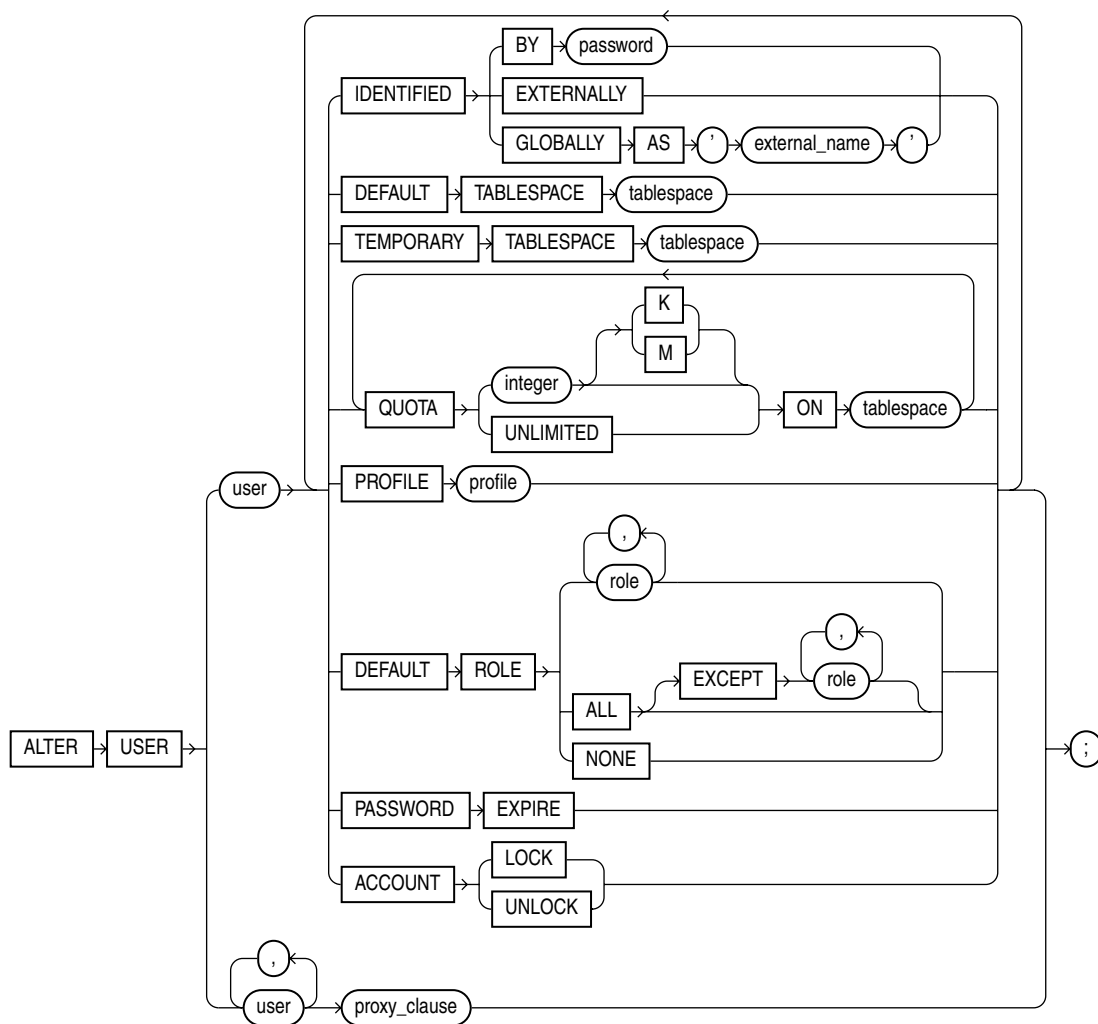 BY password
IDENTIFIED EXTERNALLY
GLOBALLY AS ' external_name '
DEFAULT TABLESPACE tablespace
TEMPORARY TABLESPACE tablespace
K
M
integer
QUOTA ON tablespace
UNLIMITED
user PROFILE profile
,
role
,
DEFAULT ROLE EXCEPT role
ALL
ALTER USER ;
NONE
PASSWORD EXPIRE
LOCK
ACCOUNT
UNLOCK
,
user proxy_clause